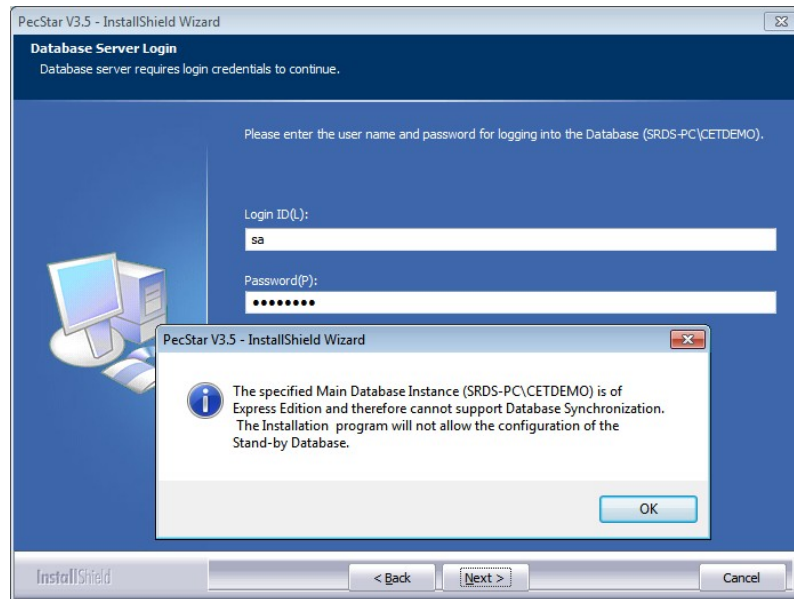 PecStar V3.5 - InstallShield Wizard
Database Server Login
Database server requires login credentials to continue.
Please enter the user name and password for logging into the Database (SRDS-PC\CETDEMO).
Login ID(L):
sa
Password(P):
••••••••
PecStar V3.5 - InstallShield Wizard
The specified Main Database Instance (SRDS-PC\CETDEMO) is of
Express Edition and therefore cannot support Database Synchronization.
The Installation program will not allow the configuration of the
Stand-by Database.
OK
InstallShield
< Back
Next >
Cancel